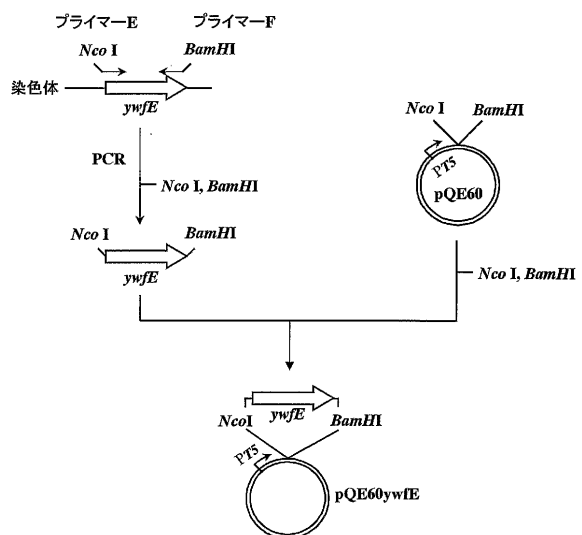 プライマーE
プライマーF
Nco I
BamHI
染色体
ywfE
PCR
Nco I, BamHI
Nco I
BamHI
ywfE
Nco I
BamHI
PT5
pQE60
Nco I, BamHI
ywfE
NcoI
BamHI
PT5
pQE60ywfE